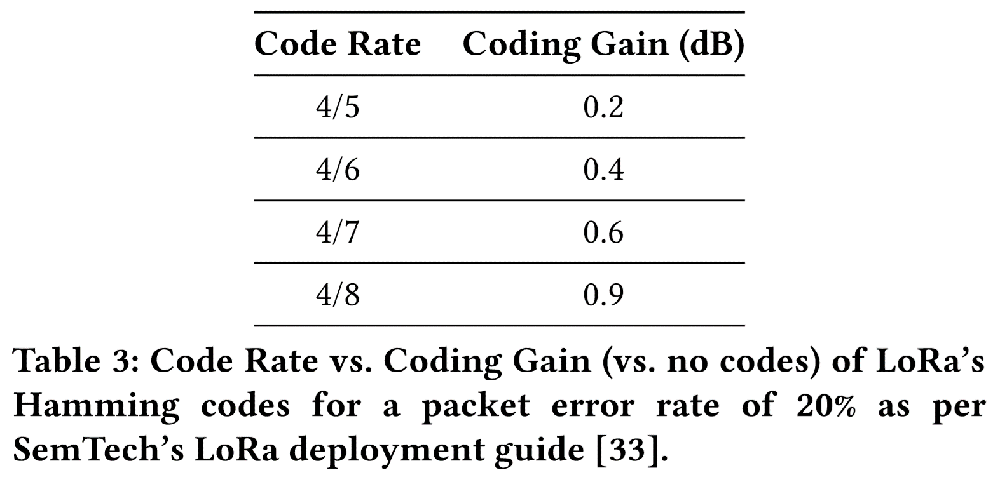 Code Rate Coding Gain (dB)
4/5 0.2
4/6 0.4
4/7 0.6
4/8 0.9
Table 3: Code Rate vs. Coding Gain (vs. no codes) of LoRa’s
Hamming codes for a packet error rate of 20% as per
SemTech’s LoRa deployment guide [33].